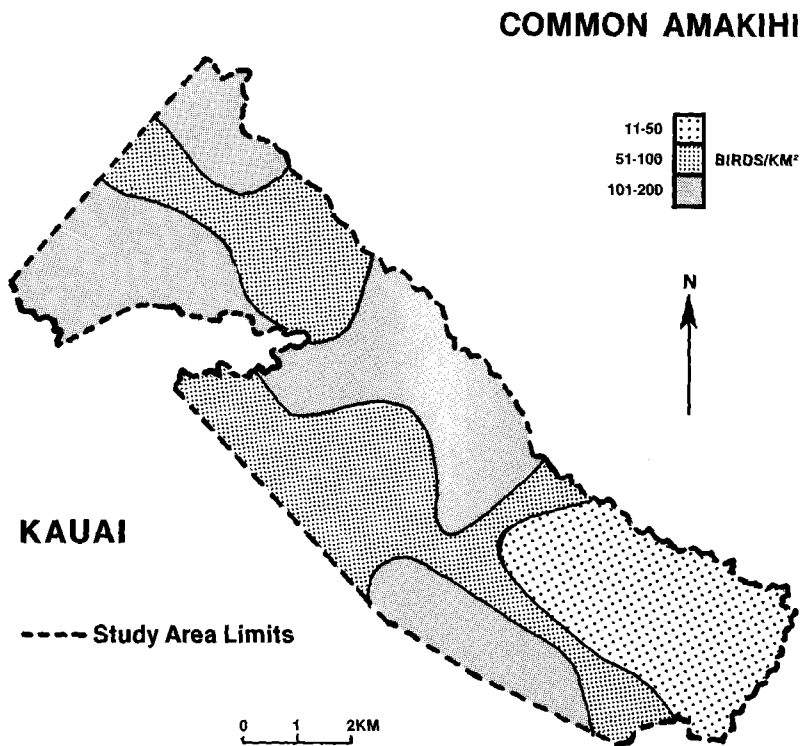 COMMON AMAKIHI
11-50
51-100 BIRDS/KM²
101-200
N
KAUAI
Study Area Limits
0 1 2KM